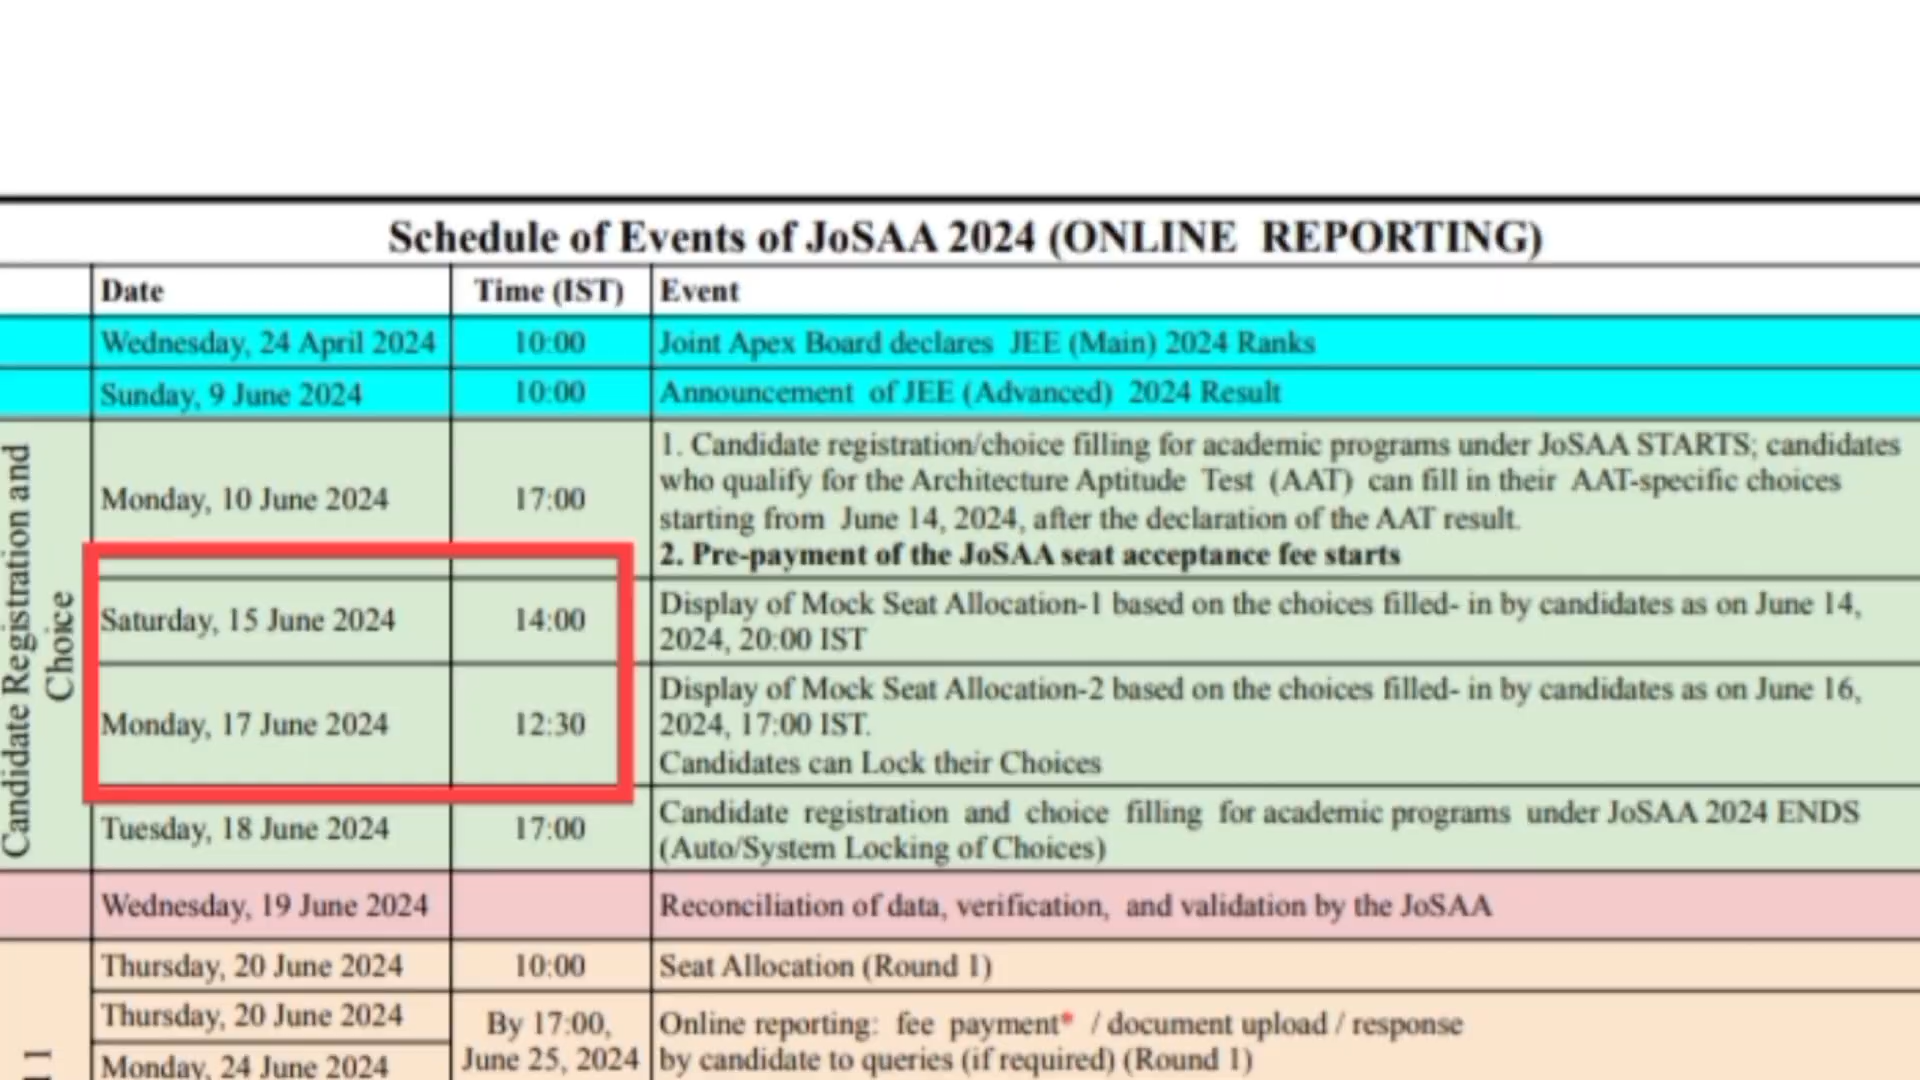 Schedule of Events of JoSAA 2024 (ONLINE REPORTING)
Date Time (IST) Event
Wednesday, 24 April 2024 10:00 Joint Apex Board declares JEE (Main) 2024 Ranks
Sunday, 9 June 2024 10:00 Announcement of JEE (Advanced) 2024 Result
Candidate Registration and
Choice
Monday, 10 June 2024 17:00
1. Candidate registration/choice filling for academic programs under JoSAA STARTS; candidates
who qualify for the Architecture Aptitude Test (AAT) can fill in their AAT-specific choices
starting from June 14, 2024, after the declaration of the AAT result.
2. Pre-payment of the JoSAA seat acceptance fee starts
Saturday, 15 June 2024 14:00
Display of Mock Seat Allocation-1 based on the choices filled- in by candidates as on June 14,
2024, 20:00 IST
Monday, 17 June 2024 12:30
Display of Mock Seat Allocation-2 based on the choices filled- in by candidates as on June 16,
2024, 17:00 IST.
Candidates can Lock their Choices
Tuesday, 18 June 2024 17:00
Candidate registration and choice filling for academic programs under JoSAA 2024 ENDS
(Auto/System Locking of Choices)
Wednesday, 19 June 2024 Reconciliation of data, verification, and validation by the JoSAA
Thursday, 20 June 2024 10:00 Seat Allocation (Round 1)
1
Thursday, 20 June 2024
Monday, 24 June 2024
By 17:00,
June 25, 2024
Online reporting: fee payment* / document upload / response
by candidate to queries (if required) (Round 1)